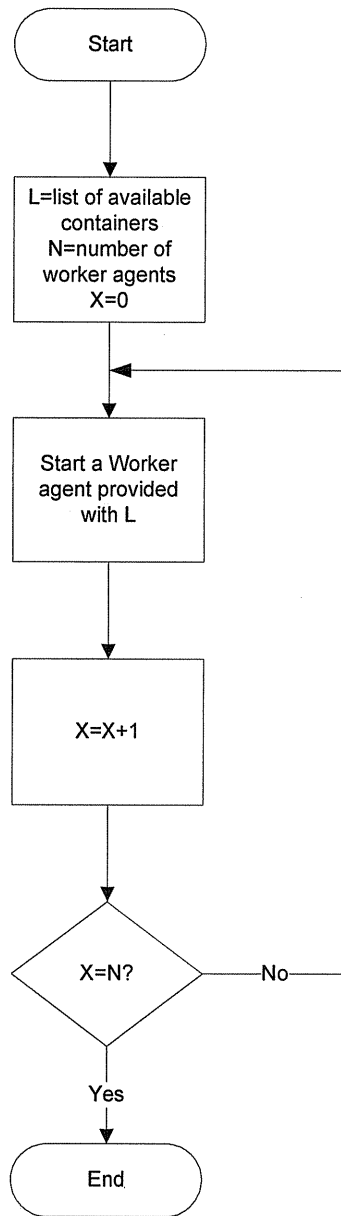 Start
L=list of available
containers
N=number of
worker agents
X=0
Start a Worker
agent provided
with L
X=X+1
X=N?
No
Yes
End